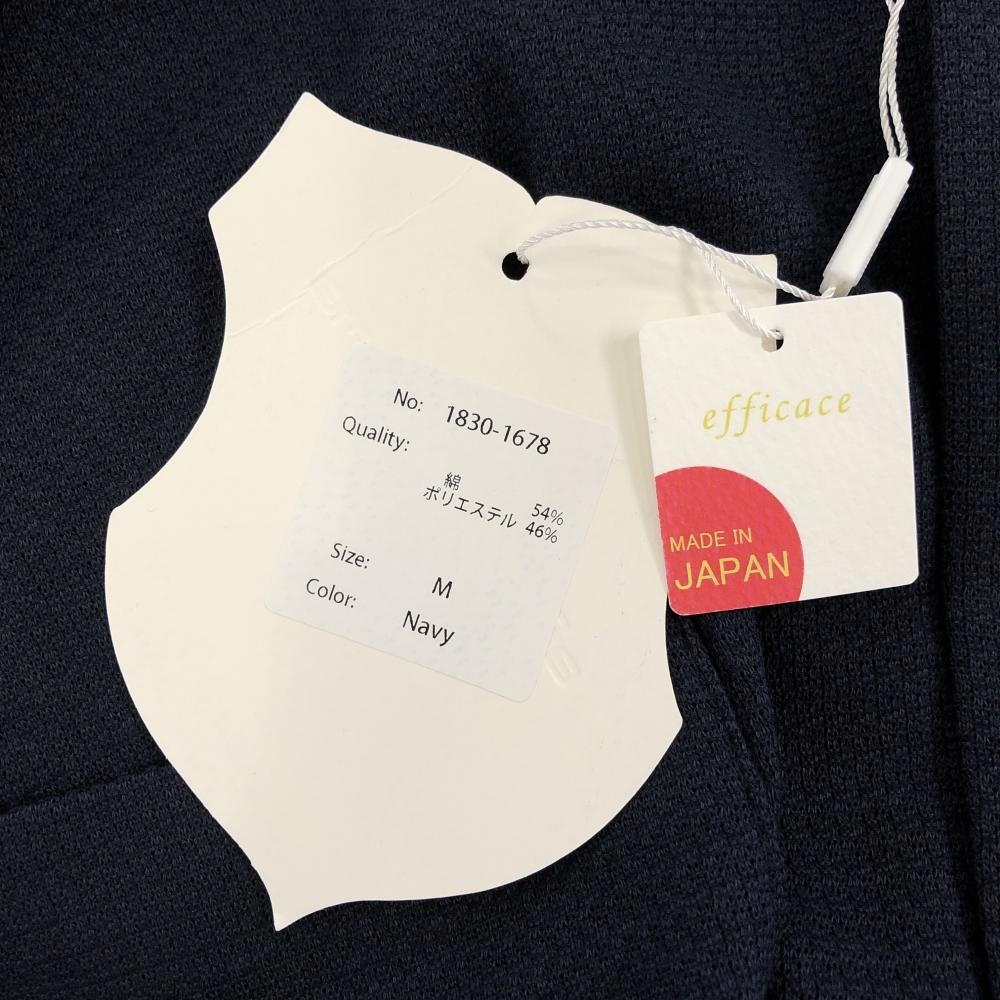 No: 1830-1678
Quality:
綿 54%
ポリエステル 46%
Size: M
Color: Navy
efficace
MADE IN
JAPAN